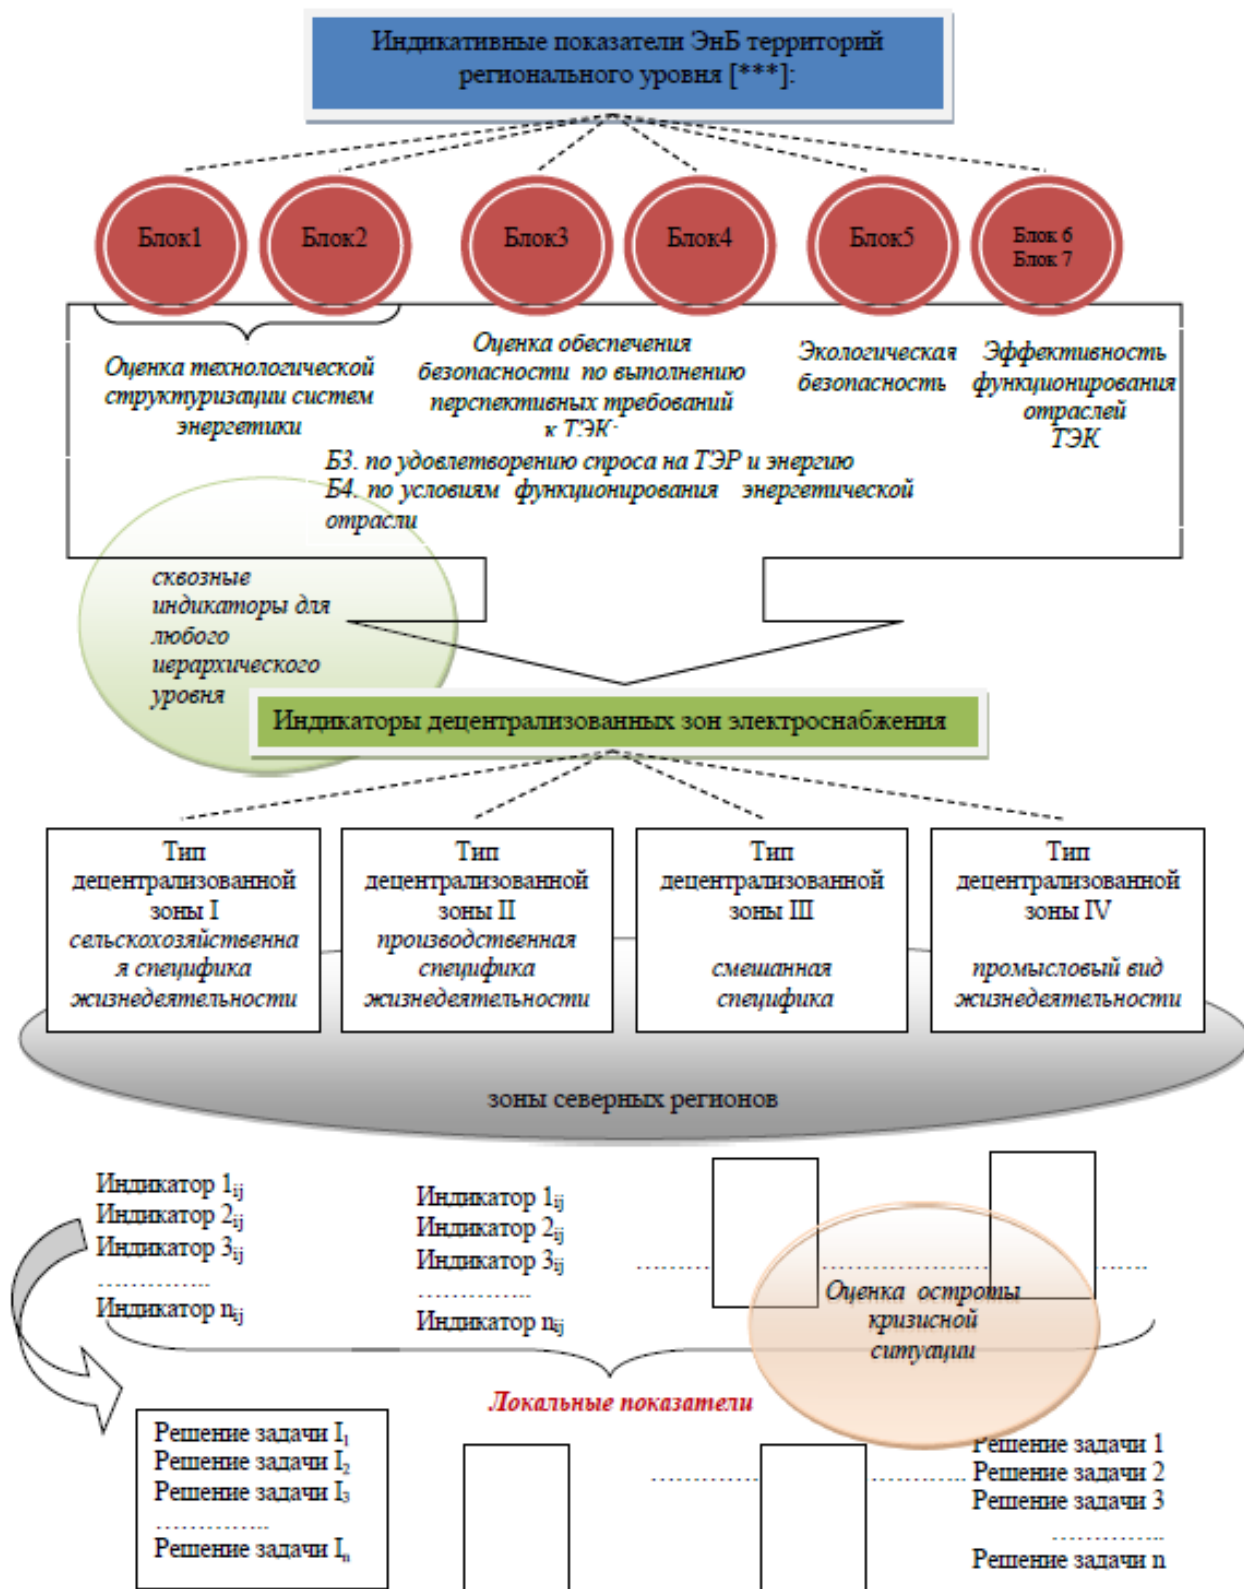 Индикативные показатели ЭнБ территорий
регионального уровня [***]:
Блок1
Блок2
Блок3
Блок4
Блок5
Блок 6
Блок 7
Оценка технологической
структуризации систем
энергетики
Оценка обеспечения
безопасности по выполнению
перспективных требований
к ТЭК:
Экологическая
безопасность
Эффективность
функционирования
отраслей
ТЭК
Б3. по удовлетворению спроса на ТЭР и энергию
Б4. по условиям функционирования энергетической
отрасли
сквозные
индикаторы для
любого
иерархического
уровня
Индикаторы децентрализованных зон электроснабжения
Тип
децентрализованной
зоны I
сельскохозяйственна
я специфика
жизнедеятельности
Тип
децентрализованной
зоны II
производственная
специфика
жизнедеятельности
Тип
децентрализованной
зоны III
смешанная
специфика
Тип
децентрализованной
зоны IV
промысловый вид
жизнедеятельности
зоны северных регионов
Индикатор 1ij
Индикатор 2ij
Индикатор 3ij
…………..
Индикатор nij
Индикатор 1ij
Индикатор 2ij
Индикатор 3ij
…………..
Индикатор nij
Оценка остроты
кризисной
ситуации
Локальные показатели
Решение задачи I1
Решение задачи I2
Решение задачи I3
…………..
Решение задачи In
Решение задачи 1
Решение задачи 2
Решение задачи 3
…………..
Решение задачи n